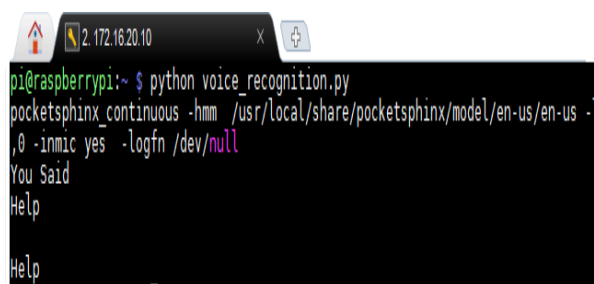 2. 172.16.20.10
pi@raspberrypi:~ $ python voice_recognition.py
pocketsphinx_continuous -hmm /usr/local/share/pocketsphinx/model/en-us/en-us -
,0 -inmic yes -logfn /dev/null
You Said
Help
Help